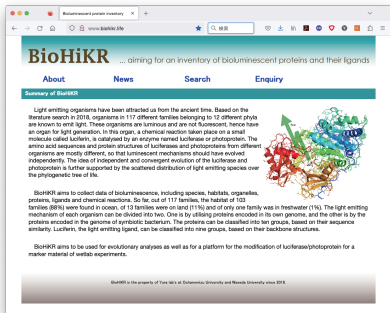 Bioluminescent protein inventory
www.biohikr.life
検索
BioHiKR ... aiming for an inventory of bioluminescent proteins and their ligands
About News Search Enquiry
Summary of BioHiKR
Light emitting organisms have been attracted us from the ancient time. Based on the
literature search in 2018, organisms in 117 different families belonging to 12 different phyla
are known to emit light. These organisms are luminous and are not fluorescent, hence have
an organ for light generation. In this organ, a chemical reaction taken place on a small
molecule called luciferin, is catalysed by an enzyme named luciferase or photoprotein. The
amino acid sequences and protein structures of luciferases and photoproteins from different
organisms are mostly different, so that luminescent mechanisms should have evolved
independently. The idea of independent and convergent evolution of the luciferase and
photoprotein is further supported by the scattered distribution of light emitting species over
the phylogenetic tree of life.
BioHiKR aims to collect data of bioluminescence, including species, habitats, organelles,
proteins, ligands and chemical reactions. So far, out of 117 families, the habitat of 103
families (88%) were found in ocean, of 13 families were on land (11%) and of only one family was in freshwater (1%). The light emitting
mechanism of each organism can be divided into two. One is by utilising proteins encoded in its own genome, and the other is by the
proteins encoded in the genome of symbiotic bacterium. The proteins can be classified into ten groups, based on their sequence
similarity. Luciferin, the light emitting ligand, can be classified into nine groups, based on their backbone structures.
BioHiKR aims to be used for evolutionary analyses as well as for a platform for the modification of luciferase/photoprotein for a
marker material of wetlab experiments.
BioHiKR is the property of Yura lab's at Ochanomizu University and Waseda University since 2018.